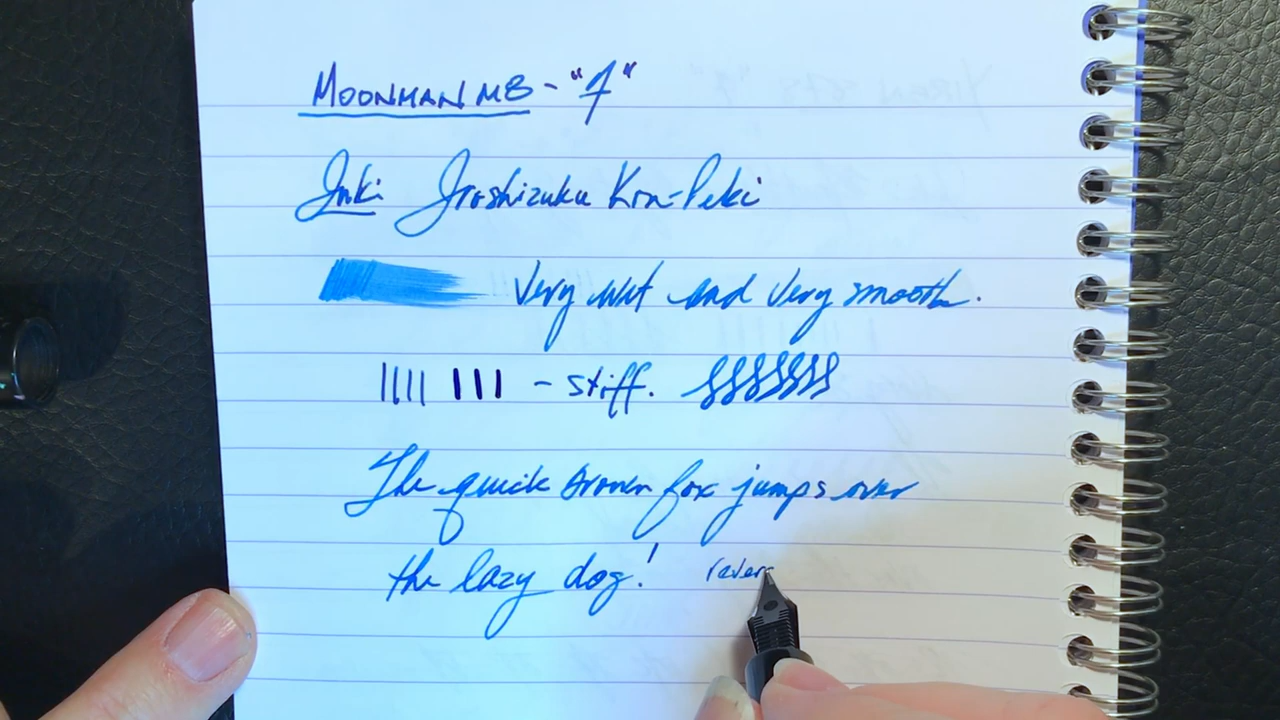 MOONMAN M8 - "f"
Ink: Iroshizuku Kon-Peki
Very wet and very smooth.
- stiff.
The quick brown fox jumps over
the lazy dog! revers